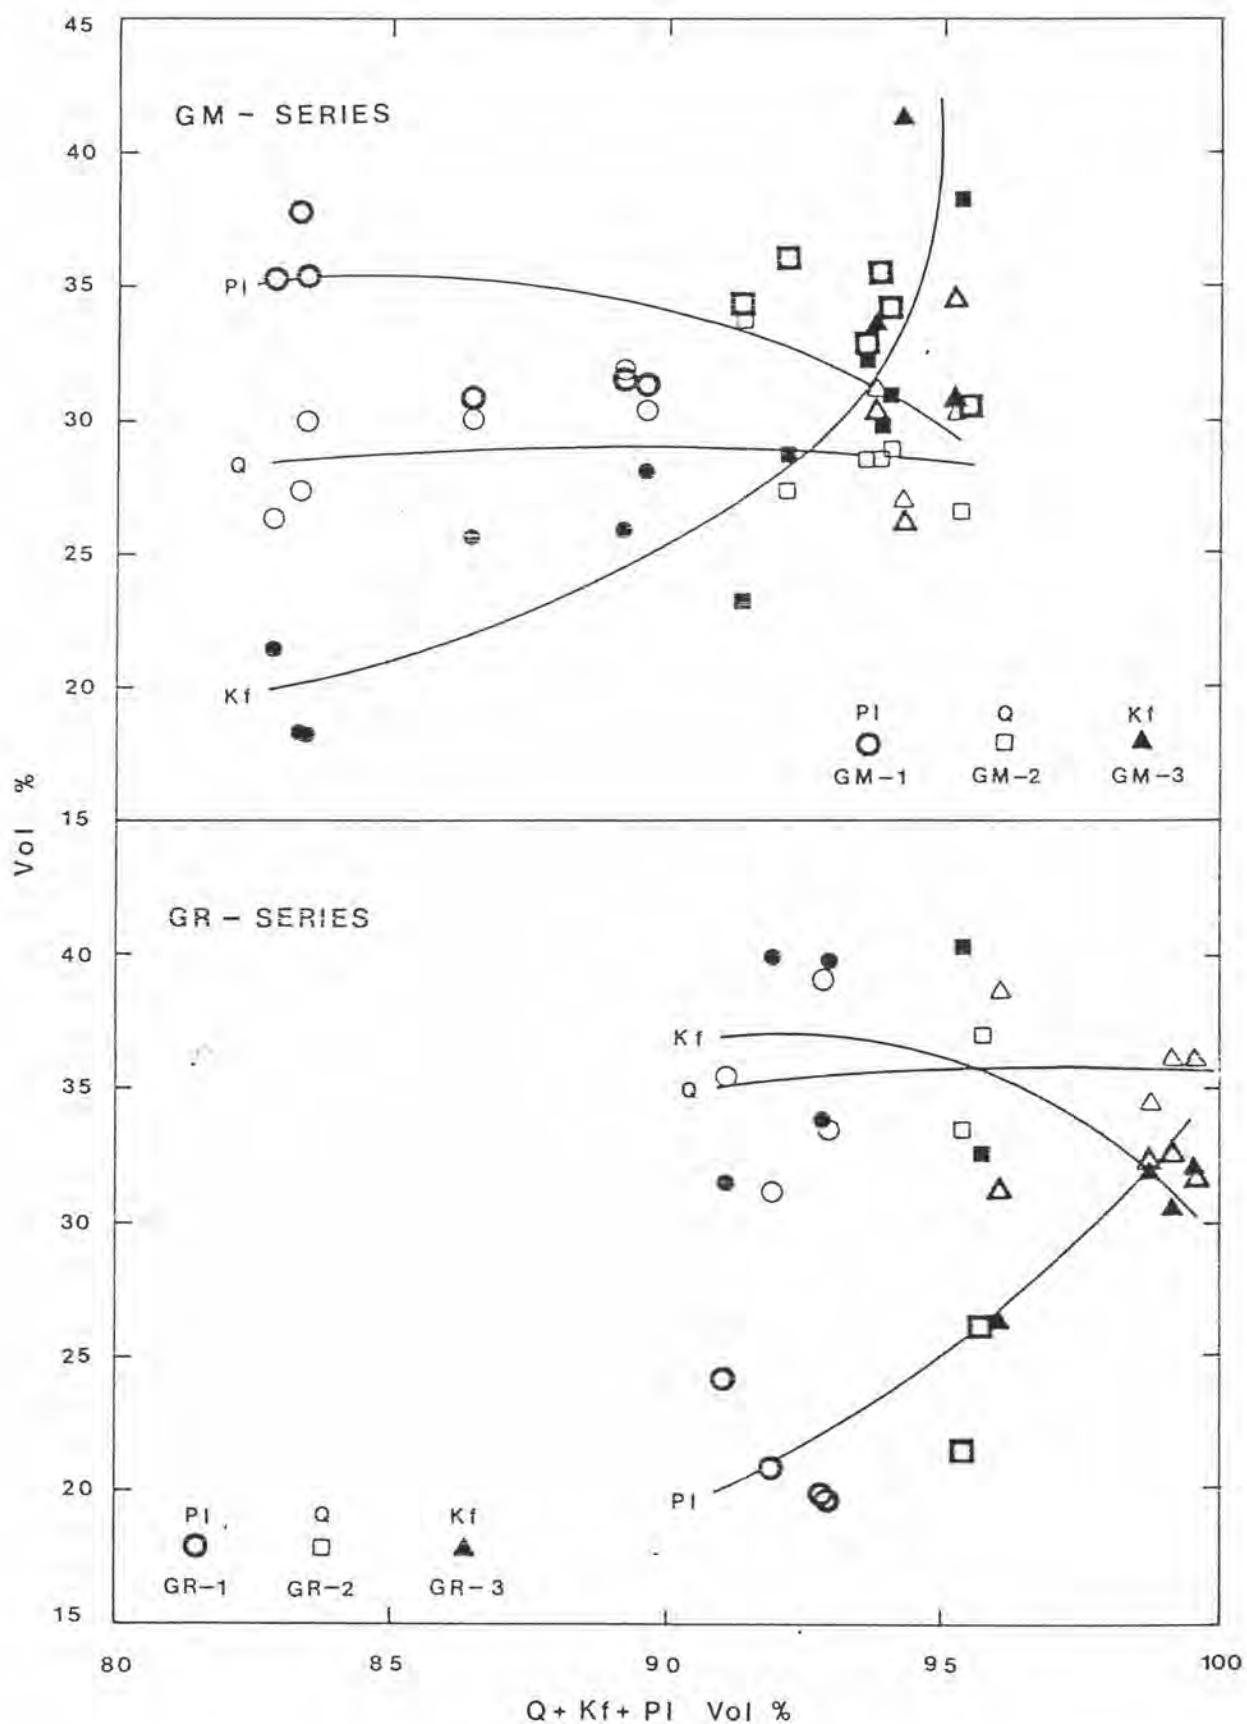 45
GM - SERIES
40
35
Pl
30
Q
25
20
Kf
Pl Q Kf
GM-1 GM-2 GM-3
15
Vol %
GR - SERIES
40
Kf
35
Q
30
25
20
Pl
Pl Q Kf
GR-1 GR-2 GR-3
15
80 85 90 95 100
Q + Kf + Pl Vol %